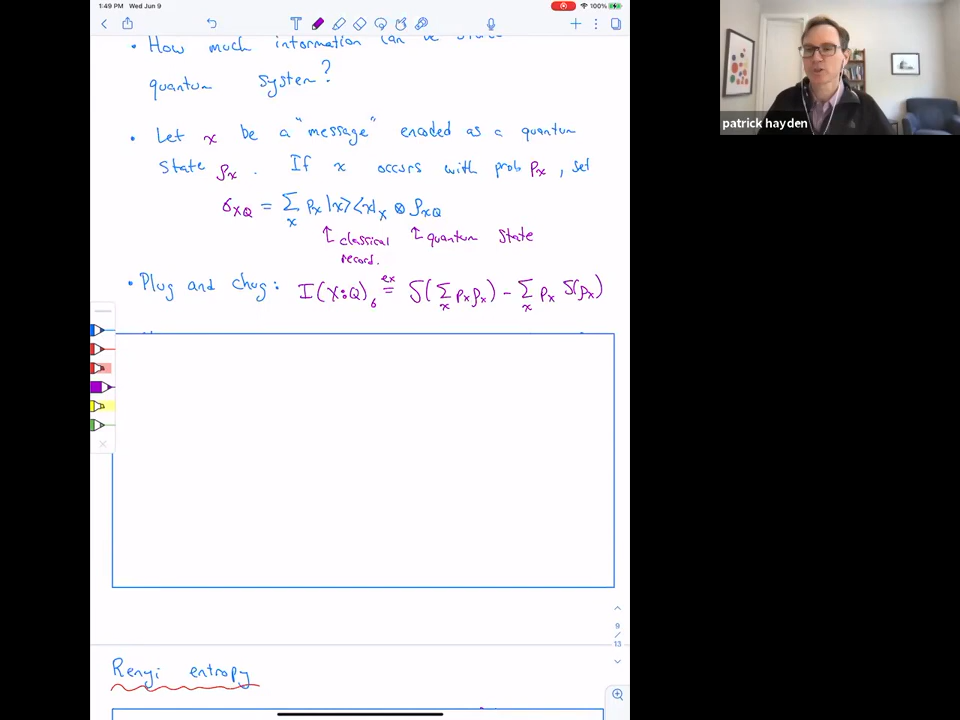 1:49 PM Wed Jun 9
100%
• How much information can be
quantum system?
• Let x be a "message" encoded as a quantum
state ρx . If x occurs with prob px , set
σXQ = Σx px |x><x|X ⊗ ρxQ
↑ classical ↑ quantum state
record.
• Plug and chug: I(X:Q)σ =ex S(Σx pxρx) - Σx px S(ρx)
9
/
13
Renyi entropy
patrick hayden